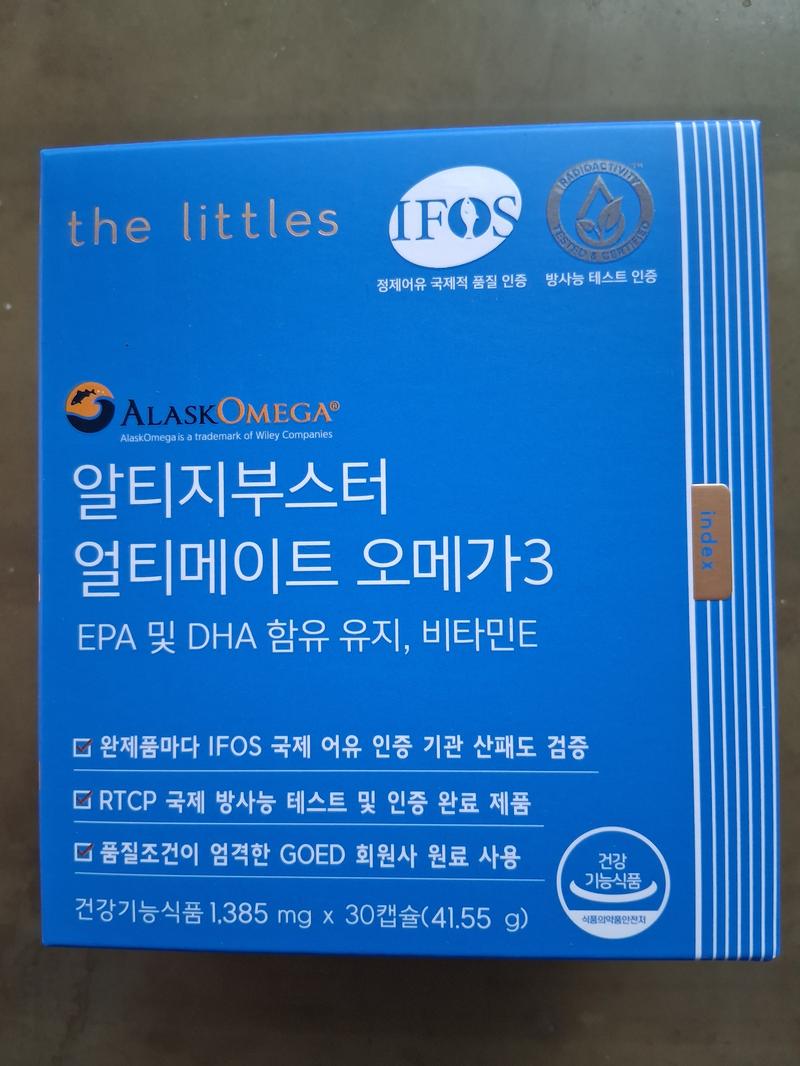 the littles
IFOS
정제어유 국제적 품질 인증
RADIOACTIVITY
TESTED & CERTIFIED
방사능 테스트 인증
ALASKOMEGA®
AlaskOmega is a trademark of Wiley Companies
알티지부스터
얼티메이트 오메가3
EPA 및 DHA 함유 유지, 비타민E
index
완제품마다 IFOS 국제 어유 인증 기관 산패도 검증
RTCP 국제 방사능 테스트 및 인증 완료 제품
품질조건이 엄격한 GOED 회원사 원료 사용
건강기능식품 1,385 mg x 30캡슐(41.55 g)
건강
기능식품
식품의약품안전처